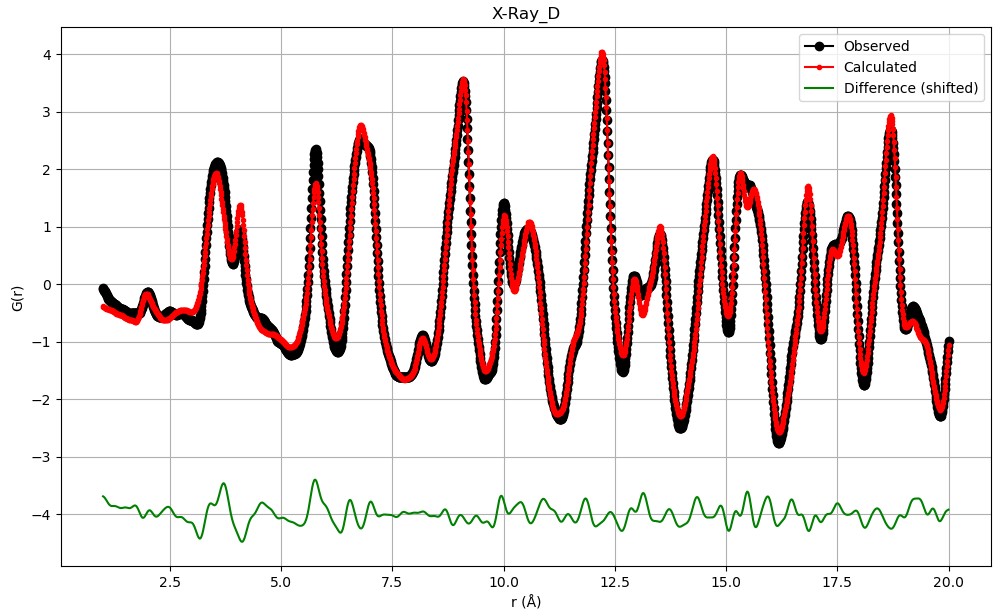 X-Ray_D
Observed
Calculated
Difference (shifted)
G(r)
4
3
2
1
0
−1
−2
−3
−4
2.5 5.0 7.5 10.0 12.5 15.0 17.5 20.0
r (Å)